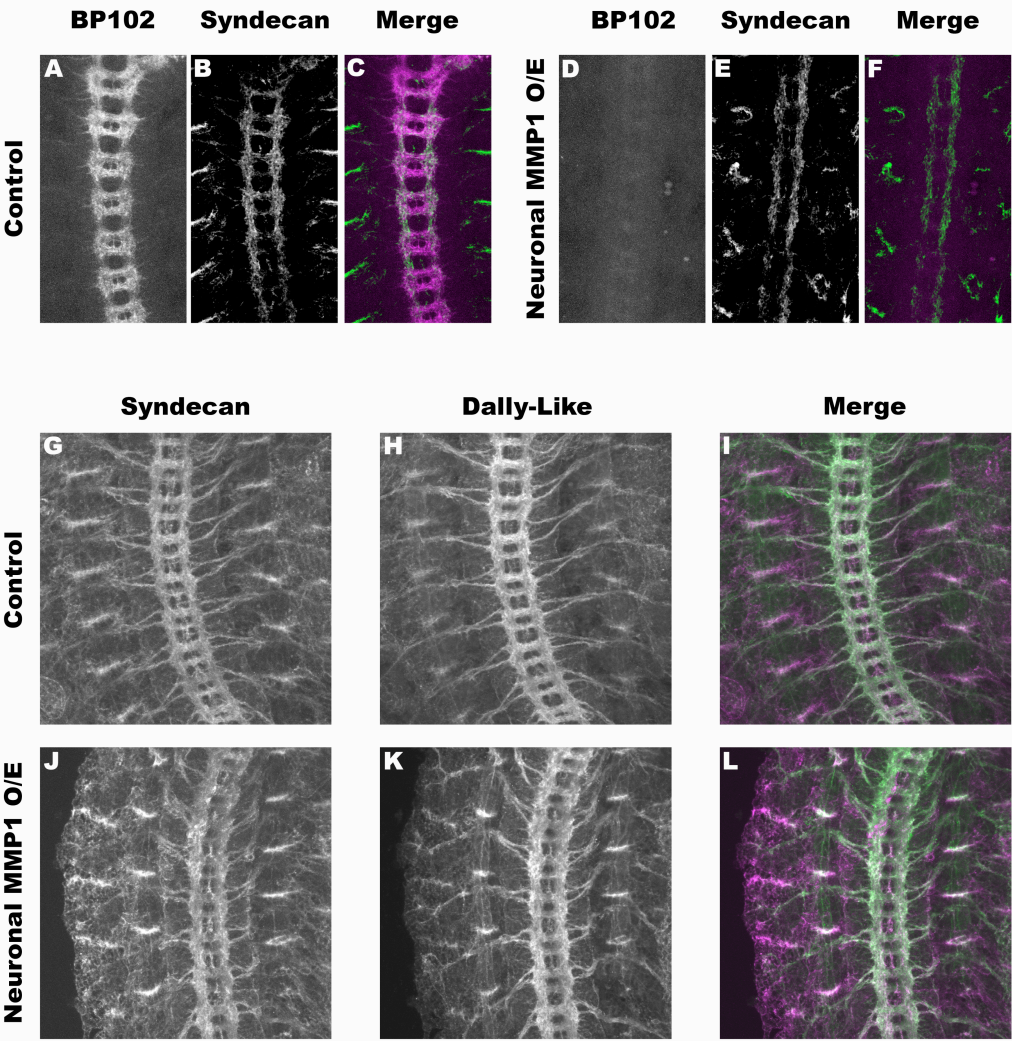 BP102 Syndecan Merge BP102 Syndecan Merge
A B C D E F
Control
Neuronal MMP1 O/E
Syndecan Dally-Like Merge
G H I
Control
J K L
Neuronal MMP1 O/E